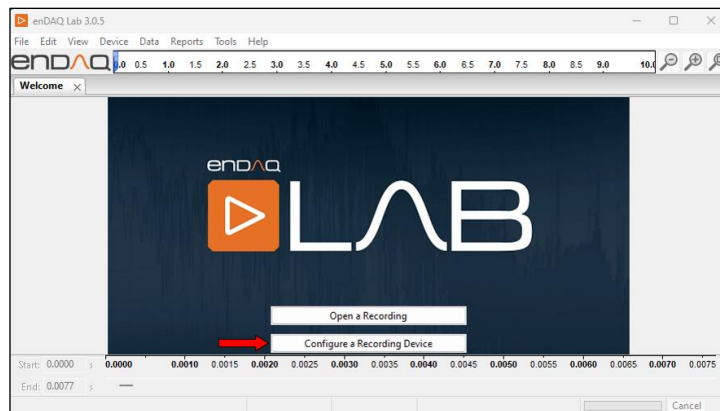 enDAQ Lab 3.0.5
File Edit View Device Data Reports Tools Help
enDAQ 0.0 0.5 1.0 1.5 2.0 2.5 3.0 3.5 4.0 4.5 5.0 5.5 6.0 6.5 7.0 7.5 8.0 8.5 9.0 10.0
Welcome
enDAQ
LAB
Open a Recording
Configure a Recording Device
Start: 0.0000 s 0.0000 0.0010 0.0015 0.0020 0.0025 0.0030 0.0035 0.0040 0.0045 0.0050 0.0055 0.0060 0.0065 0.0070 0.0075
End: 0.0077 s
Cancel